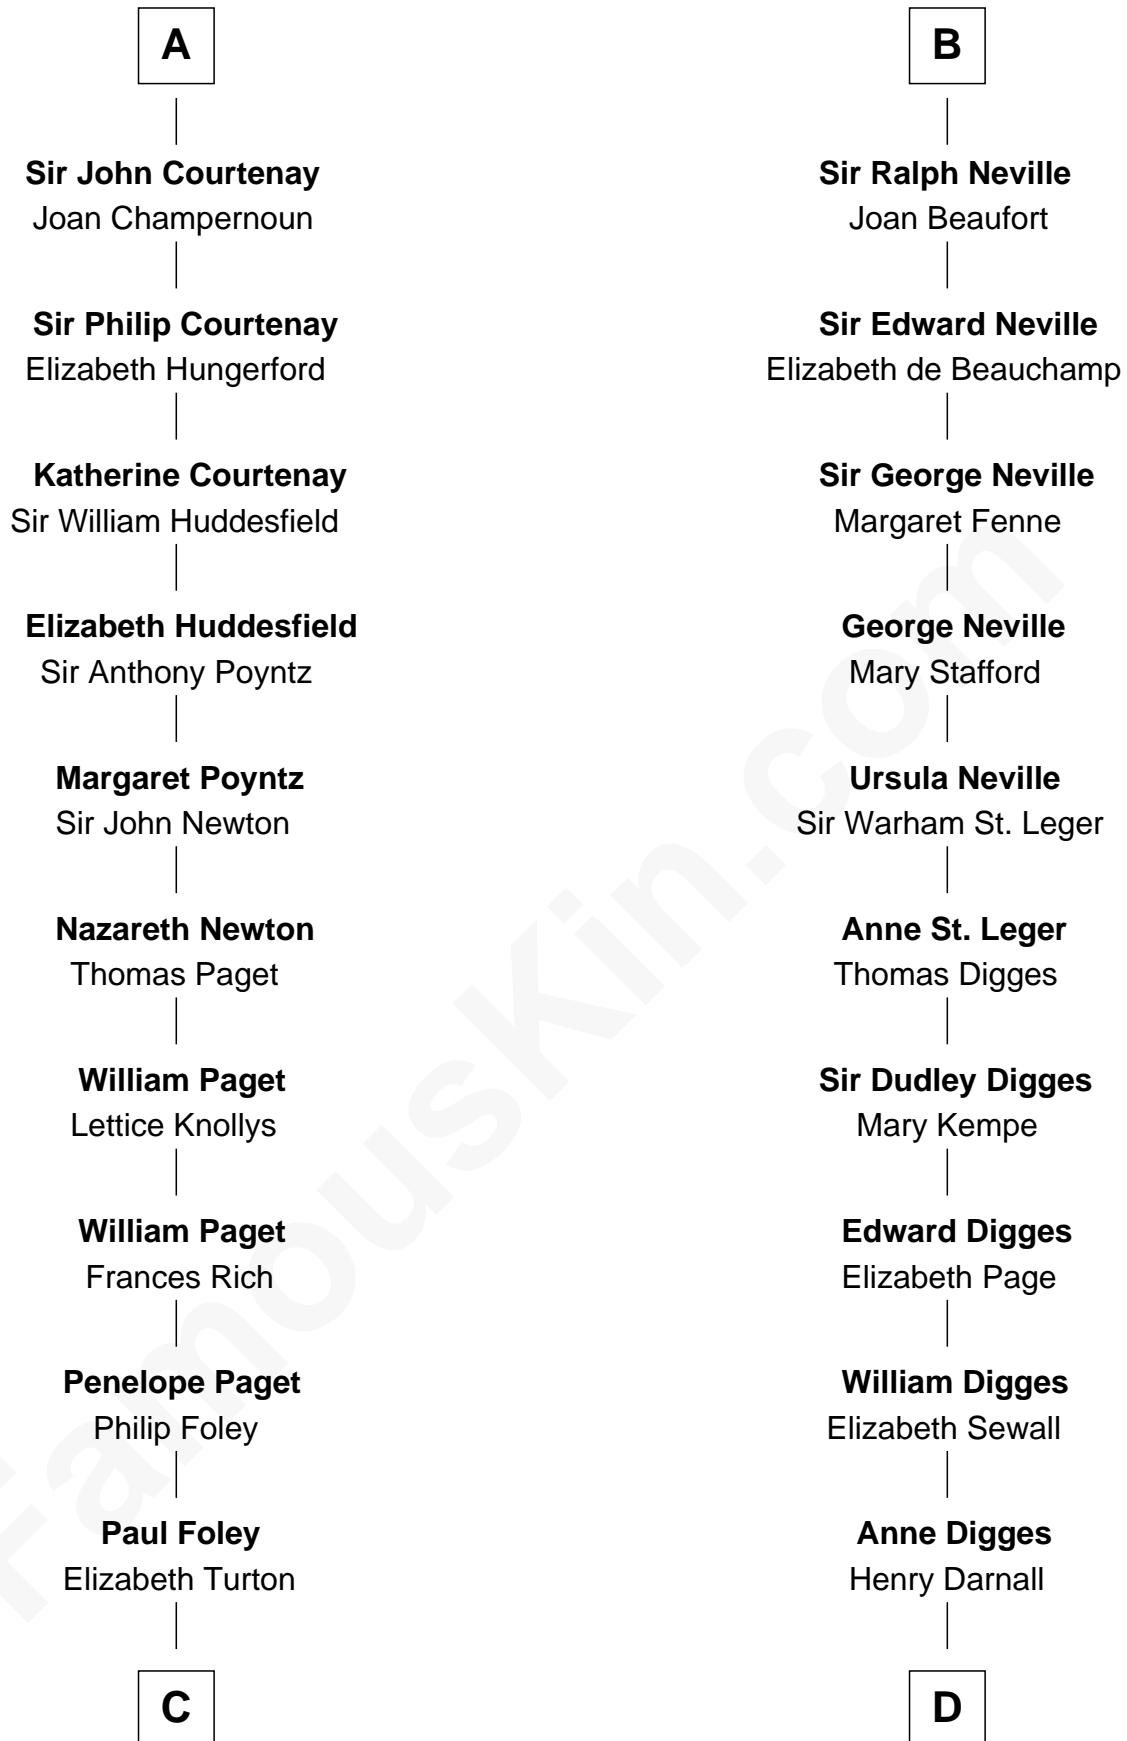 A
Sir John Courtenay
Joan Champernoun
Sir Philip Courtenay
Elizabeth Hungerford
Katherine Courtenay
Sir William Huddesfield
Elizabeth Huddesfield
Sir Anthony Poyntz
Margaret Poyntz
Sir John Newton
Nazareth Newton
Thomas Paget
William Paget
Lettice Knollys
William Paget
Frances Rich
Penelope Paget
Philip Foley
Paul Foley
Elizabeth Turton
C
B
Sir Ralph Neville
Joan Beaufort
Sir Edward Neville
Elizabeth de Beauchamp
Sir George Neville
Margaret Fenne
George Neville
Mary Stafford
Ursula Neville
Sir Warham St. Leger
Anne St. Leger
Thomas Digges
Sir Dudley Digges
Mary Kempe
Edward Digges
Elizabeth Page
William Digges
Elizabeth Sewall
Anne Digges
Henry Darnall
D
FamousKin.com